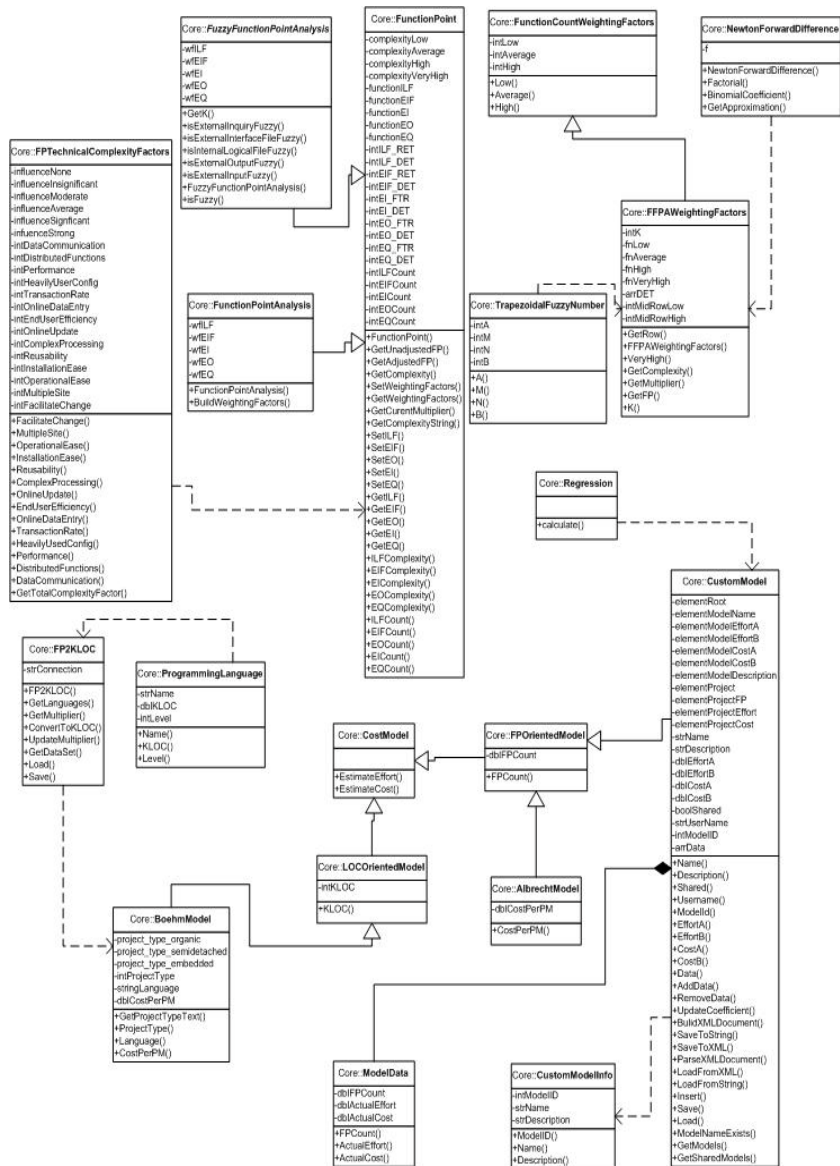 Core::FuzzyFunctionPointAnalysis
-wfILF
-wfEIF
-wfEI
-wfEO
-wfEQ
+GetK()
+isExternalInquiryFuzzy()
+isExternalInterfaceFileFuzzy()
+isInternalLogicalFileFuzzy()
+isExternalOutputFuzzy()
+isExternalInputFuzzy()
+FuzzyFunctionPointAnalysis()
+isFuzzy()
Core::FunctionPoint
-complexityLow
-complexityAverage
-complexityHigh
-complexityVeryHigh
-functionILF
-functionEIF
-functionEI
-functionEO
-functionEQ
-intILF_RET
-intILF_DET
-intEIF_RET
-intEIF_DET
-intEI_FTR
-intEI_DET
-intEO_FTR
-intEO_DET
-intEQ_FTR
-intEQ_DET
-intILFCount
-intEIFCount
-intEICount
-intEOCount
-intEQCount
+FunctionPoint()
+GetUnadjustedFP()
+GetAdjustedFP()
+GetComplexity()
+SetWeightingFactors()
+GetWeightingFactors()
+GetCurentMultiplier()
+GetComplexityString()
+SetILF()
+SetEIF()
+SetEO()
+SetEI()
+SetEQ()
+GetILF()
+GetEIF()
+GetEO()
+GetEI()
+GetEQ()
+ILFComplexity()
+EIFComplexity()
+EIComplexity()
+EOComplexity()
+EQComplexity()
+ILFCount()
+EIFCount()
+EOCount()
+EICount()
+EQCount()
Core::FunctionCountWeightingFactors
-intLow
-intAverage
-intHigh
+Low()
+Average()
+High()
Core::NewtonForwardDifference
-f
+NewtonForwardDifference()
+Factorial()
+BinomialCoefficient()
+GetApproximation()
Core::FPTechnicalComplexityFactors
-influenceNone
-influenceInsignificant
-influenceModerate
-influenceAverage
-influenceSignficant
-infuenceStrong
-intDataCommunication
-intDistributedFunctions
-intPerformance
-intHeavilyUserConfig
-intTransactionRate
-intOnlineDataEntry
-intEndUserEfficiency
-intOnlineUpdate
-intComplexProcessing
-intReusability
-intInstallationEase
-intOperationalEase
-intMultipleSite
-intFacilitateChange
+FacilitateChange()
+MultipleSite()
+OperationalEase()
+InstallationEase()
+Reusability()
+ComplexProcessing()
+OnlineUpdate()
+EndUserEfficiency()
+OnlineDataEntry()
+TransactionRate()
+HeavilyUsedConfig()
+Performance()
+DistributedFunctions()
+DataCommunication()
+GetTotalComplexityFactor()
Core::FunctionPointAnalysis
-wfILF
-wfEIF
-wfEI
-wfEO
-wfEQ
+FunctionPointAnalysis()
+BuildWeightingFactors()
Core::TrapezoidalFuzzyNumber
-intA
-intM
-intN
-intB
+A()
+M()
+N()
+B()
Core::FFPAWeightingFactors
-intK
-fnLow
-fnAverage
-fnHigh
-fnVeryHigh
-arrDET
-intMidRowLow
-intMidRowHigh
+GetRow()
+FFPAWeightingFactors()
+VeryHigh()
+GetComplexity()
+GetMultiplier()
+GetFP()
+K()
Core::Regression
+calculate()
Core::CustomModel
-elementRoot
-elementModelName
-elementModelEffortA
-elementModelEffortB
-elementModelCostA
-elementModelCostB
-elementModelDescription
-elementProject
-elementProjectFP
-elementProjectEffort
-elementProjectCost
-strName
-strDescription
-dblEffortA
-dblEffortB
-dblCostA
-dblCostB
-boolShared
-strUserName
-intModelID
-arrData
+Name()
+Description()
+Shared()
+Username()
+ModelId()
+EffortA()
+EffortB()
+CostA()
+CostB()
+Data()
+AddData()
+RemoveData()
+UpdateCoefficient()
+BuildXMLDocument()
+SaveToString()
+SaveToXML()
+ParseXMLDocument()
+LoadFromXML()
+LoadFromString()
+Insert()
+Save()
+Load()
+ModelNameExists()
+GetModels()
+GetSharedModels()
Core::FP2KLOC
-strConnection
+FP2KLOC()
+GetLanguages()
+GetMultiplier()
+ConvertToKLOC()
+UpdateMultiplier()
+GetDataSet()
+Load()
+Save()
Core::ProgrammingLanguage
-strName
-dblKLOC
-intLevel
+Name()
+KLOC()
+Level()
Core::CostModel
+EstimateEffort()
+EstimateCost()
Core::FPOrientedModel
-dblFPCount
+FPCount()
Core::LOCOrientedModel
-intKLOC
+KLOC()
Core::AlbrechtModel
-dblCostPerPM
+CostPerPM()
Core::BoehmModel
-project_type_organic
-project_type_semidetached
-project_type_embedded
-intProjectType
-stringLanguage
-dblCostPerPM
+GetProjectTypeText()
+ProjectType()
+Language()
+CostPerPM()
Core::ModelData
-dblFPCount
-dblActualEffort
-dblActualCost
+FPCount()
+ActualEffort()
+ActualCost()
Core::CustomModelInfo
-intModelID
-strName
-strDescription
+ModelID()
+Name()
+Description()